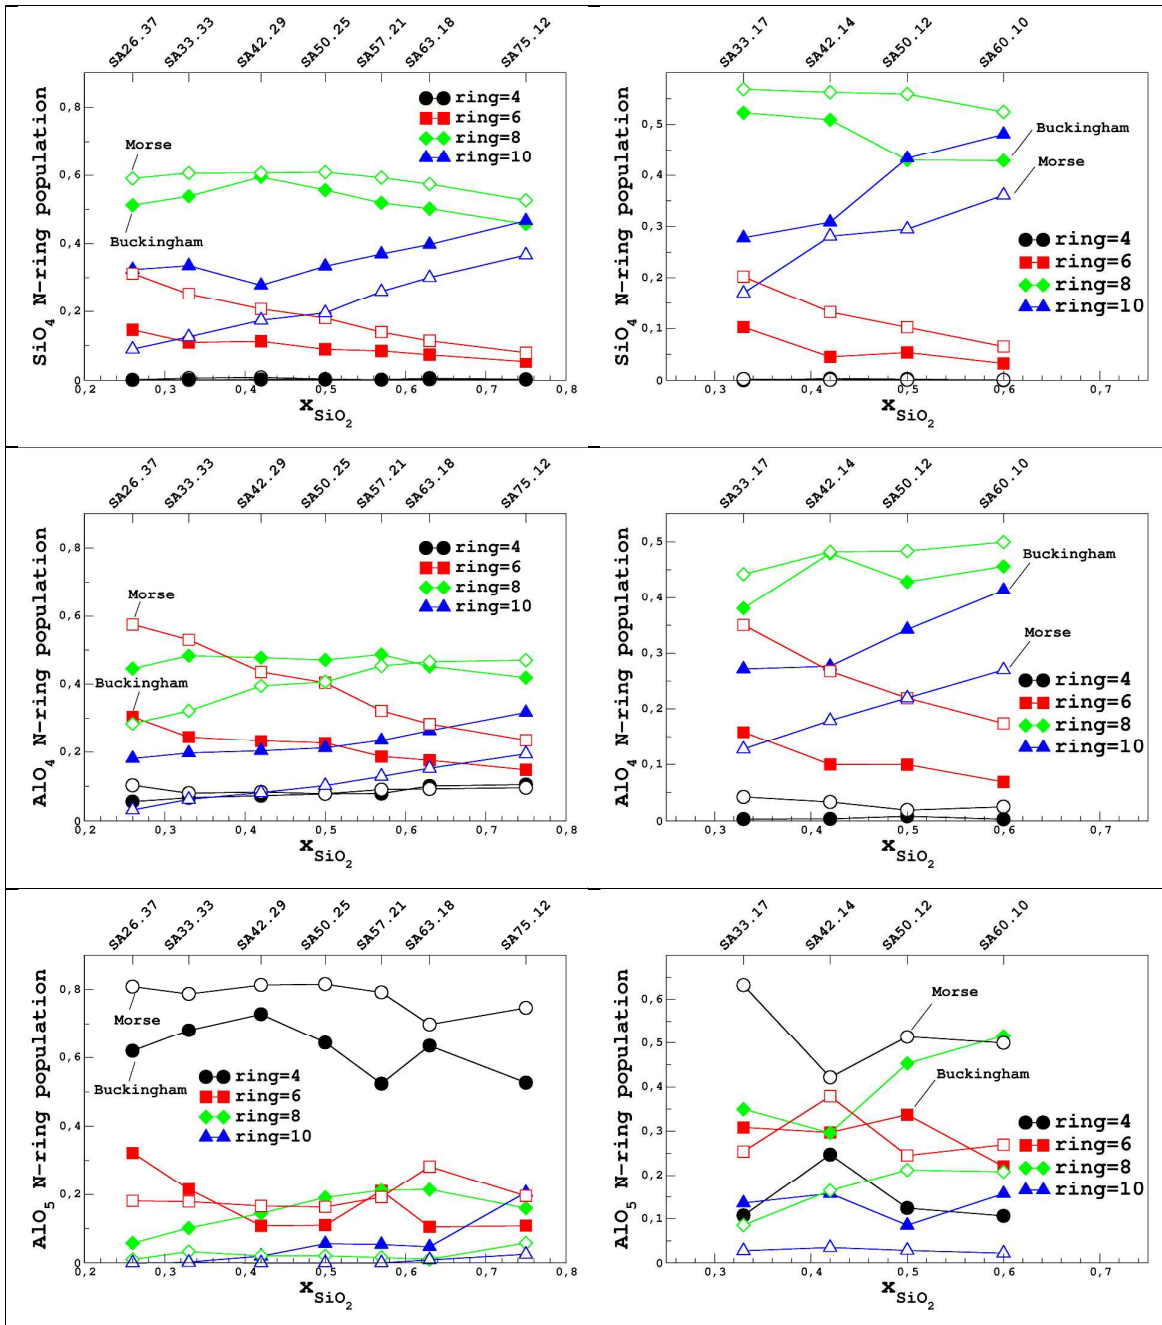 SA26.37 SA33.33 SA42.29 SA50.25 SA57.21 SA63.18 SA75.12
SiO4 N-ring population
0,8
0,6
0,4
0,2
0
ring=4
ring=6
ring=8
ring=10
Morse
Buckingham
0,2 0,3 0,4 0,5 0,6 0,7 0,8
xSiO2
SA33.17 SA42.14 SA50.12 SA60.10
SiO4 N-ring population
0,5
0,4
0,3
0,2
0,1
0
Buckingham
Morse
ring=4
ring=6
ring=8
ring=10
0,3 0,4 0,5 0,6 0,7
xSiO2
SA26.37 SA33.33 SA42.29 SA50.25 SA57.21 SA63.18 SA75.12
AlO4 N-ring population
0,8
0,6
0,4
0,2
0
ring=4
ring=6
ring=8
ring=10
Morse
Buckingham
0,2 0,3 0,4 0,5 0,6 0,7 0,8
xSiO2
SA33.17 SA42.14 SA50.12 SA60.10
AlO4 N-ring population
0,5
0,4
0,3
0,2
0,1
0
Buckingham
Morse
ring=4
ring=6
ring=8
ring=10
0,3 0,4 0,5 0,6 0,7
xSiO2
SA26.37 SA33.33 SA42.29 SA50.25 SA57.21 SA63.18 SA75.12
AlO5 N-ring population
0,8
0,6
0,4
0,2
0
Morse
Buckingham
ring=4
ring=6
ring=8
ring=10
0,2 0,3 0,4 0,5 0,6 0,7 0,8
xSiO2
SA33.17 SA42.14 SA50.12 SA60.10
AlO5 N-ring population
0,6
0,5
0,4
0,3
0,2
0,1
0
Morse
Buckingham
ring=4
ring=6
ring=8
ring=10
0,3 0,4 0,5 0,6 0,7
xSiO2